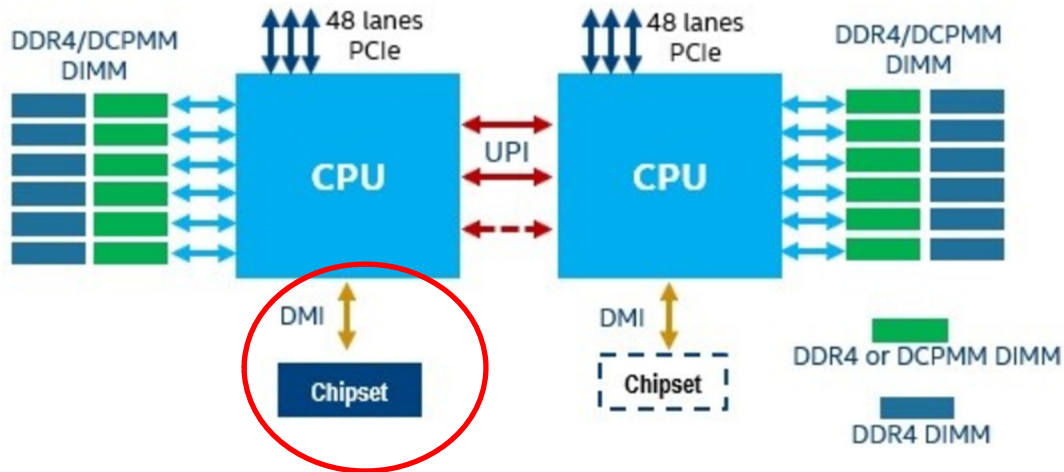 48 lanes
PCIe
48 lanes
PCIe
DDR4/DCPMM
DIMM
DDR4/DCPMM
DIMM
CPU
UPI
CPU
DMI
DMI
Chipset
Chipset
DDR4 or DCPMM DIMM
DDR4 DIMM